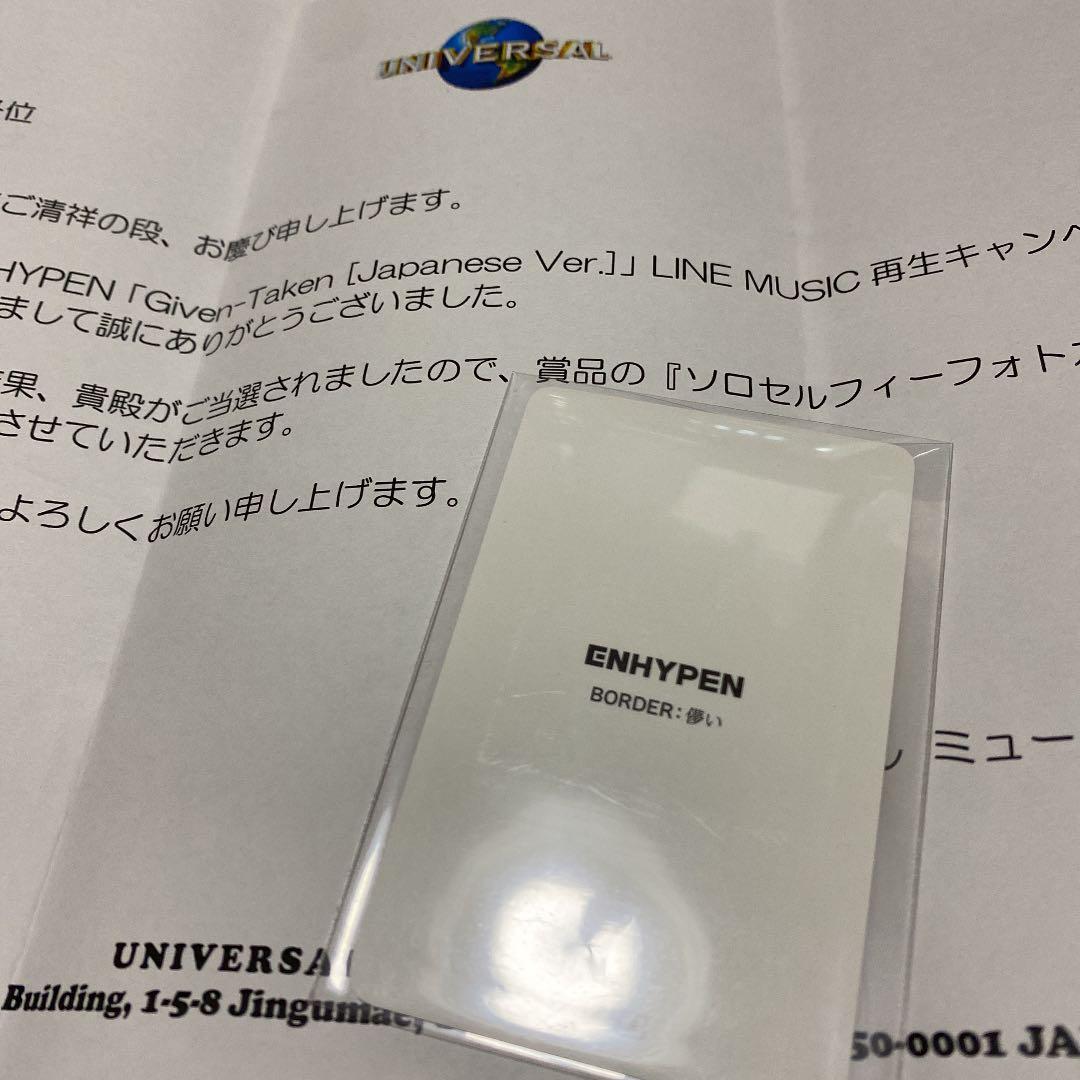 UNIVERSAL
位
ご清祥の段、お慶び申し上げます。
HYPEN「Given-Taken [Japanese Ver.]」LINE MUSIC 再生キャンペ
まして誠にありがとうございました。
果、貴殿がご当選されましたので、賞品の『ソロセルフィーフォト
させていただきます。
よろしくお願い申し上げます。
ENHYPEN
BORDER:儚い
ミュー
UNIVERSA
Building, 1-5-8 Jingumae,
50-0001 JA